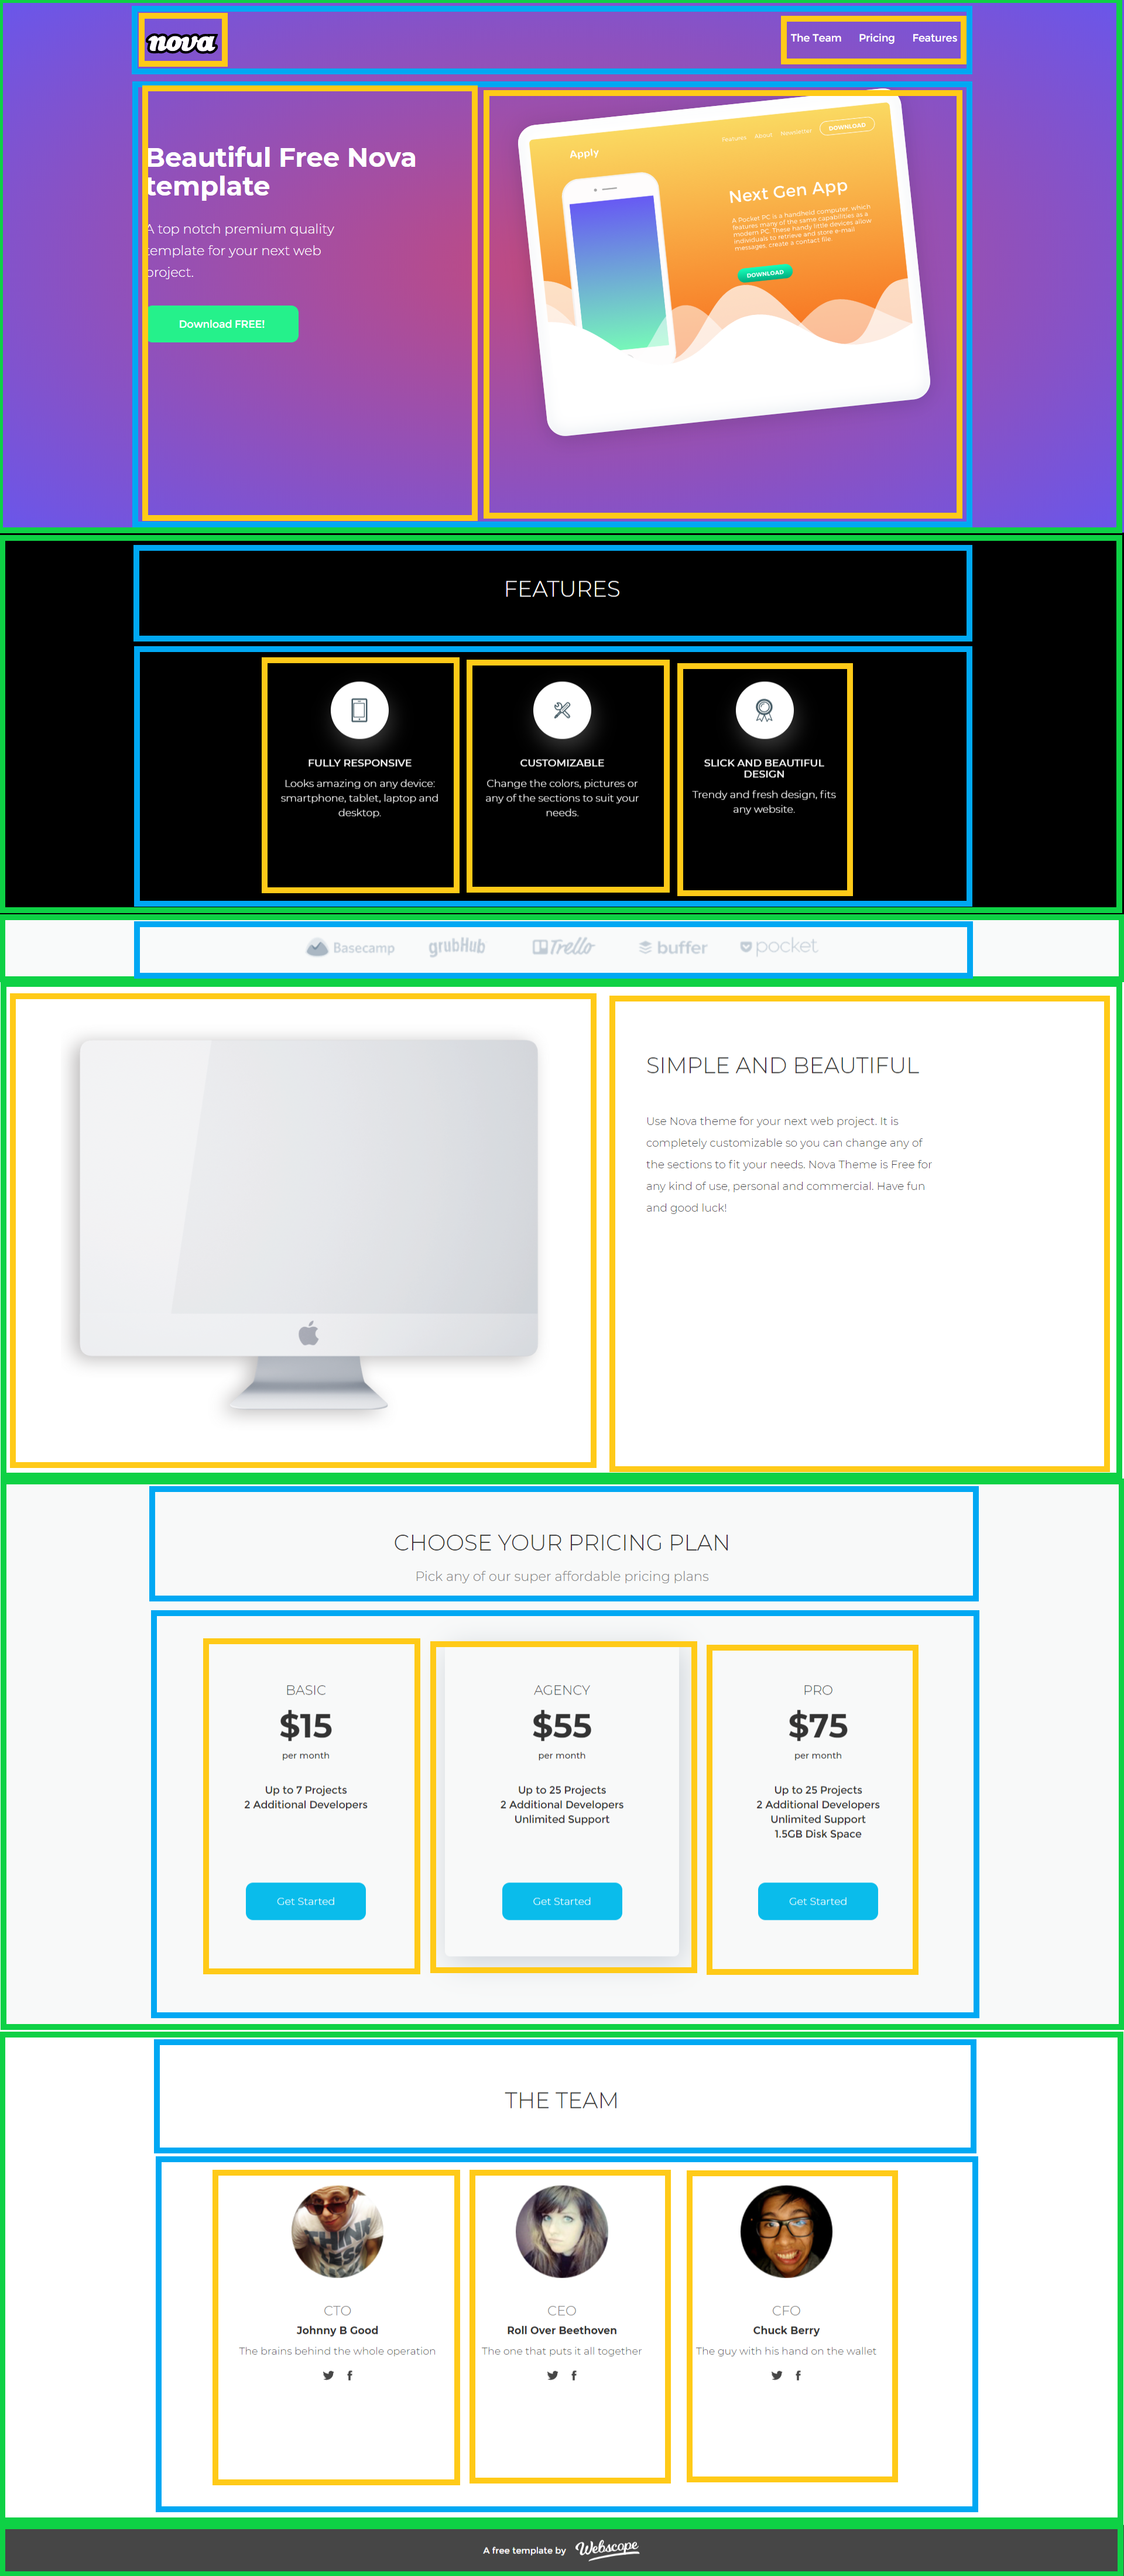 nova
The Team Pricing Features
Beautiful Free Nova
template
A top notch premium quality
template for your next web
project.
Download FREE!
Apply
Features About Newsletter DOWNLOAD
Next Gen App
A Pocket PC is a handheld computer, which
features many of the same capabilities as a
modern PC. These handy little devices allow
individuals to retrieve and store e-mail
messages, create a contact file
DOWNLOAD
FEATURES
FULLY RESPONSIVE
Looks amazing on any device:
smartphone, tablet, laptop and
desktop.
CUSTOMIZABLE
Change the colors, pictures or
any of the sections to suit your
needs.
SLICK AND BEAUTIFUL
DESIGN
Trendy and fresh design, fits
any website.
Basecamp grubHub Trello buffer pocket
SIMPLE AND BEAUTIFUL
Use Nova theme for your next web project. It is
completely customizable so you can change any of
the sections to fit your needs. Nova Theme is Free for
any kind of use, personal and commercial. Have fun
and good luck!
CHOOSE YOUR PRICING PLAN
Pick any of our super affordable pricing plans
BASIC
$15
per month
Up to 7 Projects
2 Additional Developers
Get Started
AGENCY
$55
per month
Up to 25 Projects
2 Additional Developers
Unlimited Support
Get Started
PRO
$75
per month
Up to 25 Projects
2 Additional Developers
Unlimited Support
1.5GB Disk Space
Get Started
THE TEAM
THINK
CTO
Johnny B Good
The brains behind the whole operation
CEO
Roll Over Beethoven
The one that puts it all together
CFO
Chuck Berry
The guy with his hand on the wallet
A free template by Webscope